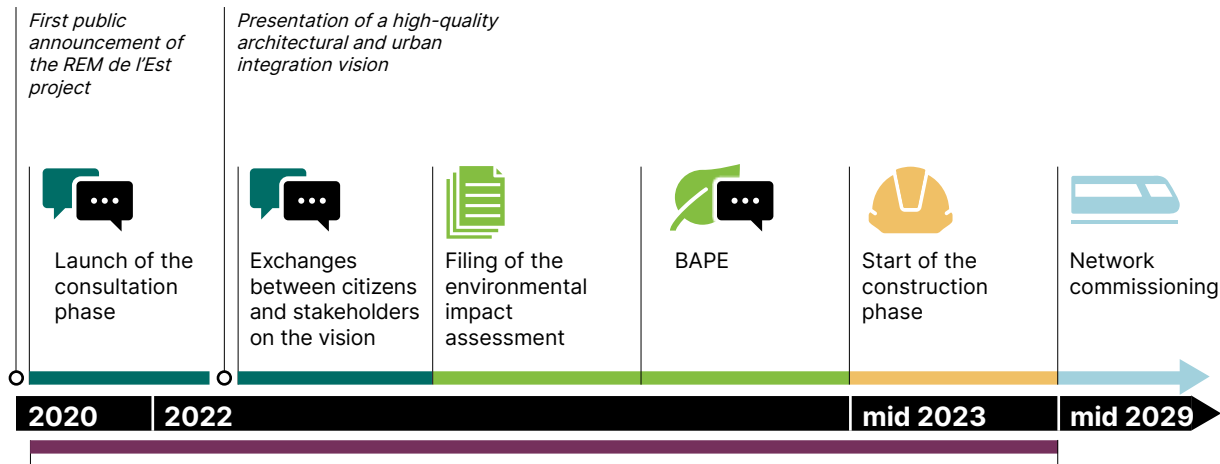 First public
announcement of
the REM de l'Est
project
Presentation of a high-quality
architectural and urban
integration vision
Launch of the
consultation
phase
Exchanges
between citizens
and stakeholders
on the vision
Filing of the
environmental
impact
assessment
BAPE
Start of the
construction
phase
Network
commissioning
2020
2022
mid 2023
mid 2029